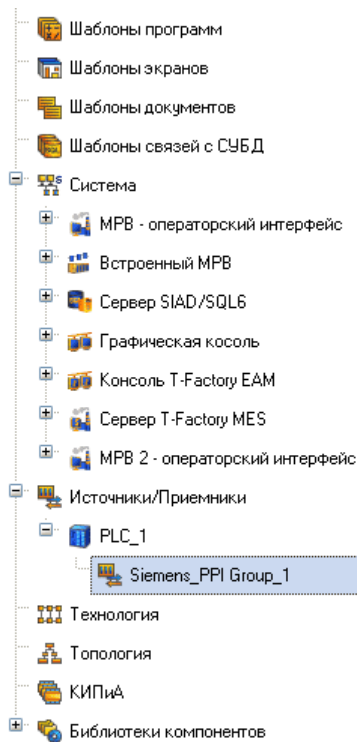 Шаблоны программ
Шаблоны экранов
Шаблоны документов
Шаблоны связей с СУБД
Система
МРВ - операторский интерфейс
Встроенный МРВ
Сервер SIAD/SQL6
Графическая косоль
Консоль T-Factory EAM
Сервер T-Factory MES
МРВ 2 - операторский интерфейс
Источники/Приемники
PLC_1
Siemens_PPI Group_1
Технология
Топология
КИПиА
Библиотеки компонентов